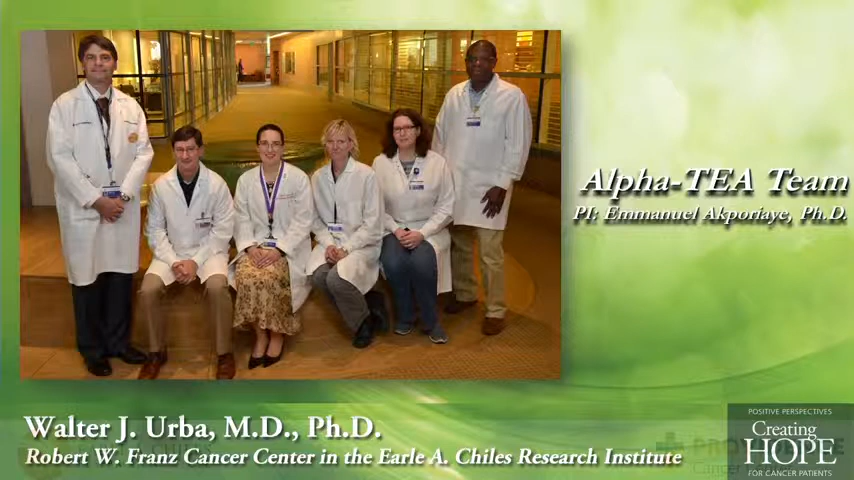 Alpha-TEA Team
PI: Emmanuel Akporiaye, Ph.D.
Walter J. Urba, M.D., Ph.D.
Robert W. Franz Cancer Center in the Earle A. Chiles Research Institute
POSITIVE PERSPECTIVES
Creating
HOPE
FOR CANCER PATIENTS